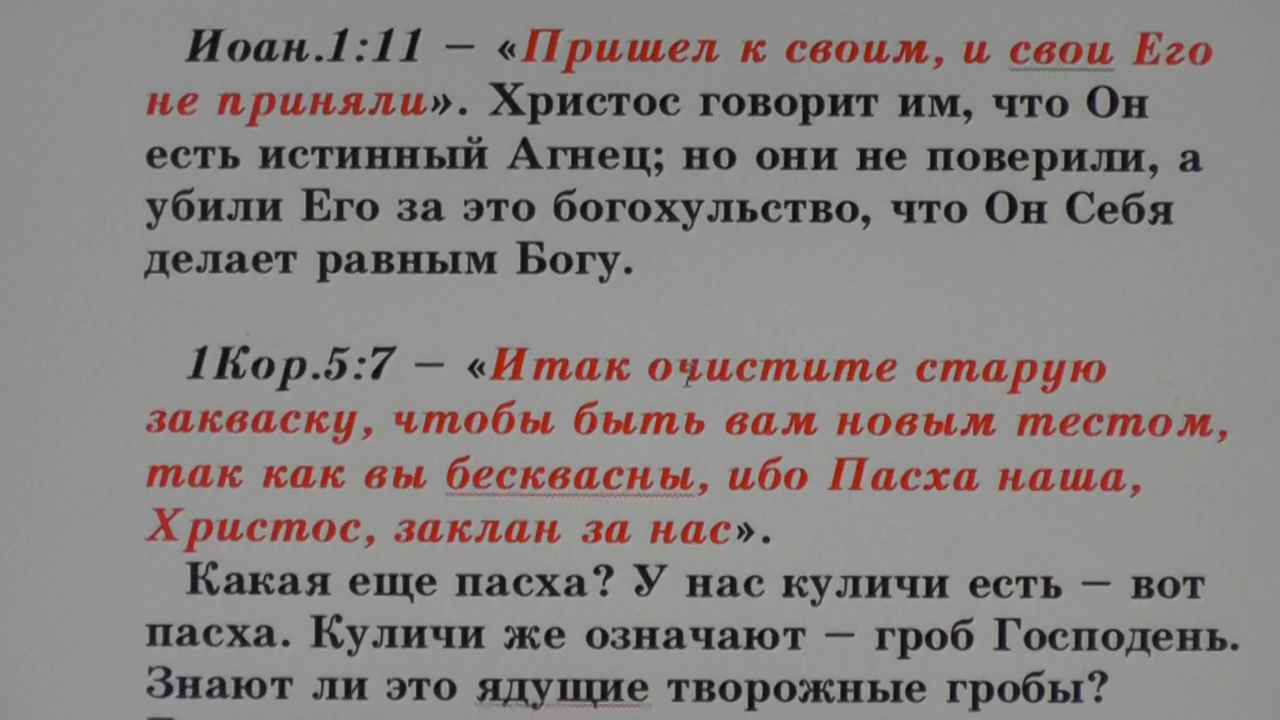 Иоан.1:11 – «Пришел к своим, и свои Его
не приняли». Христос говорит им, что Он
есть истинный Агнец; но они не поверили, а
убили Его за это богохульство, что Он Себя
делает равным Богу.
1Кор.5:7 – «Итак очистите старую
закваску, чтобы быть вам новым тестом,
так как вы бесквасны, ибо Пасха наша,
Христос, заклан за нас».
Какая еще пасха? У нас куличи есть – вот
пасха. Куличи же означают – гроб Господень.
Знают ли это ядущие творожные гробы?